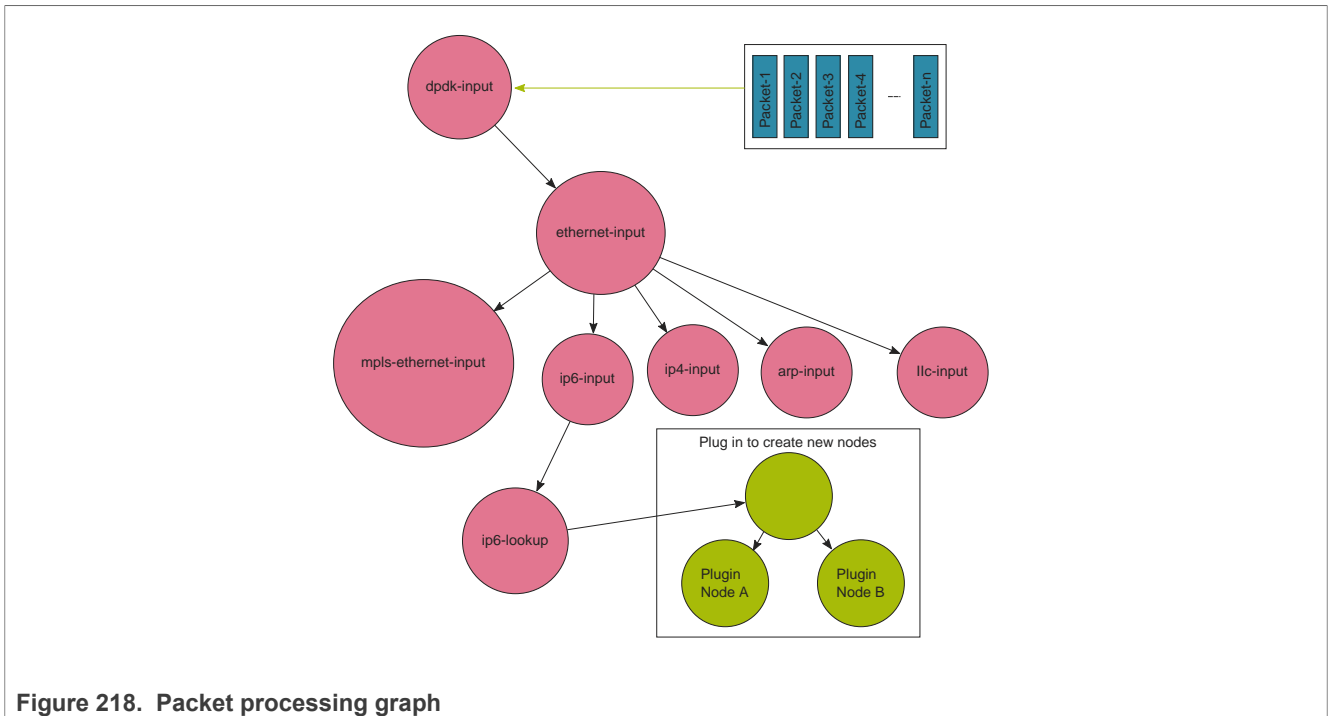 dpdk-input
Packet-1
Packet-2
Packet-3
Packet-4
Packet-n
ethernet-input
mpls-ethernet-input
ip6-input
ip4-input
arp-input
llc-input
Plug in to create new nodes
ip6-lookup
Plugin
Node A
Plugin
Node B
Figure 218. Packet processing graph